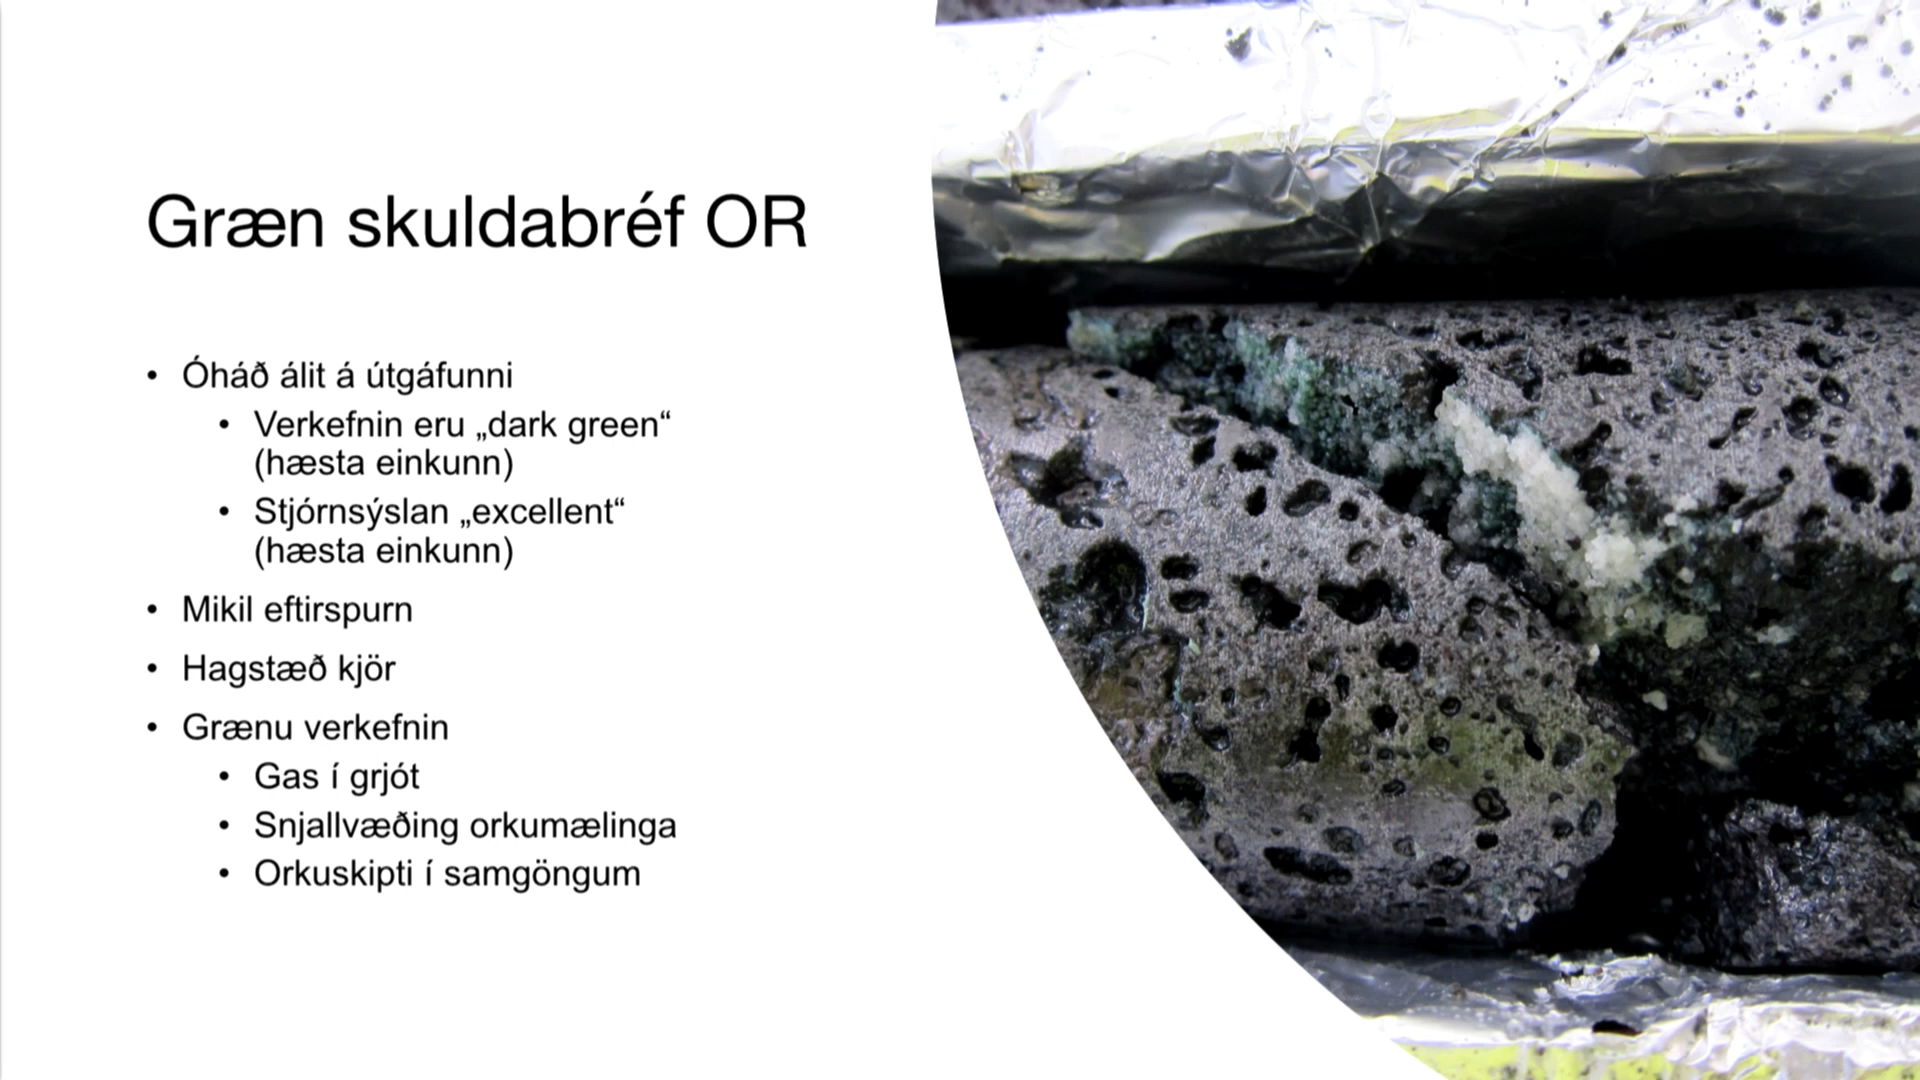 Græn skuldabréf OR
• Óháð álit á útgáfunni
• Verkefnin eru „dark green“
(hæsta einkunn)
• Stjórnsýslan „excellent“
(hæsta einkunn)
• Mikil eftirspurn
• Hagstæð kjör
• Grænu verkefnin
• Gas í grjót
• Snjallvæðing orkumælinga
• Orkuskipti í samgöngum